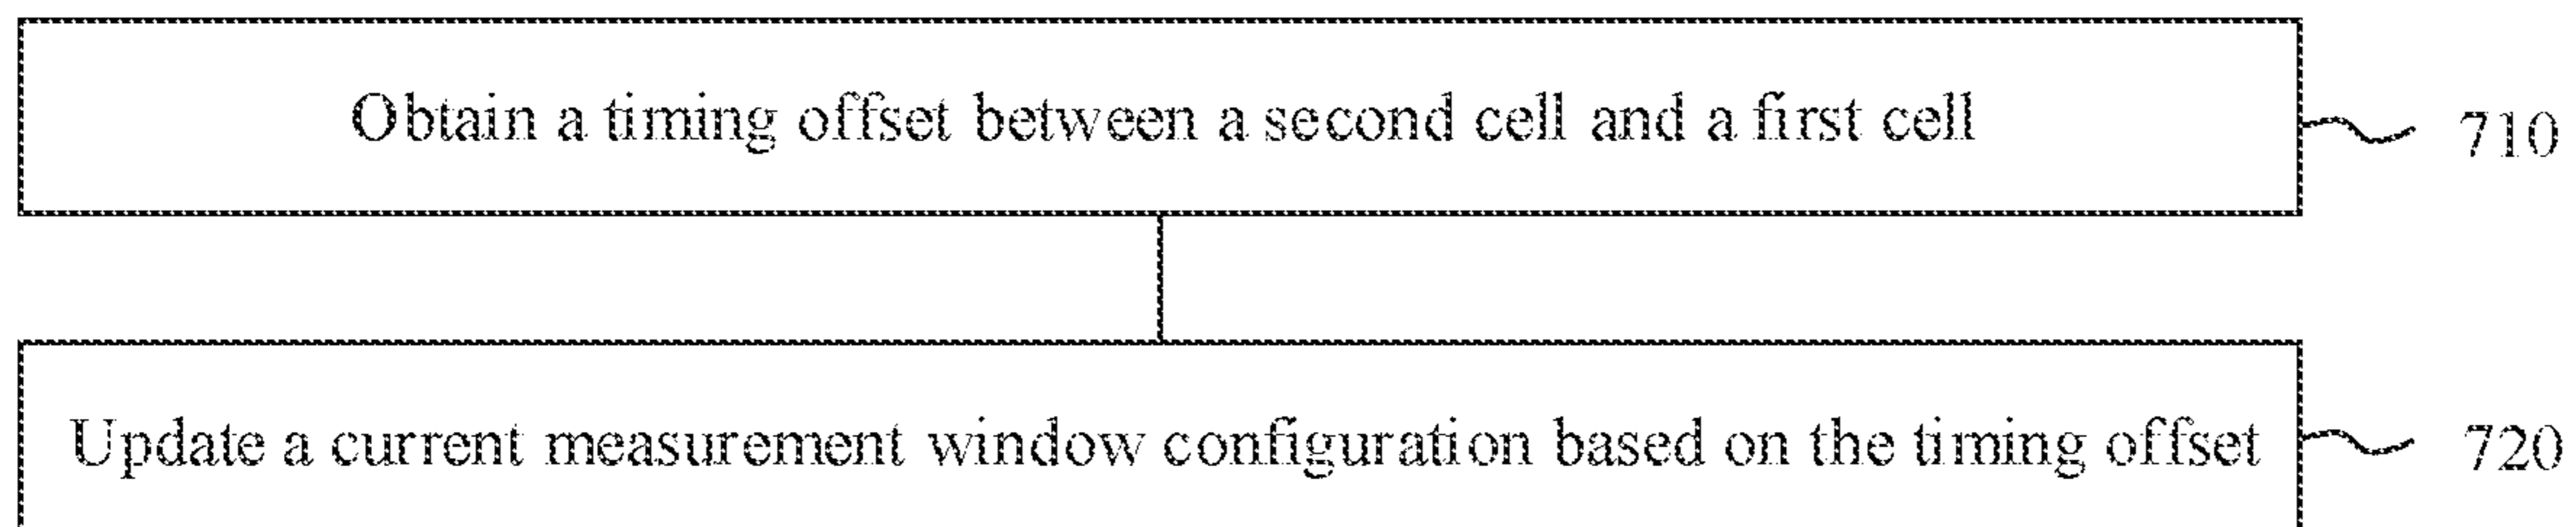 Obtain a timing offset between a second cell and a first cell
710
Update a current measurement window configuration based on the timing offset
720